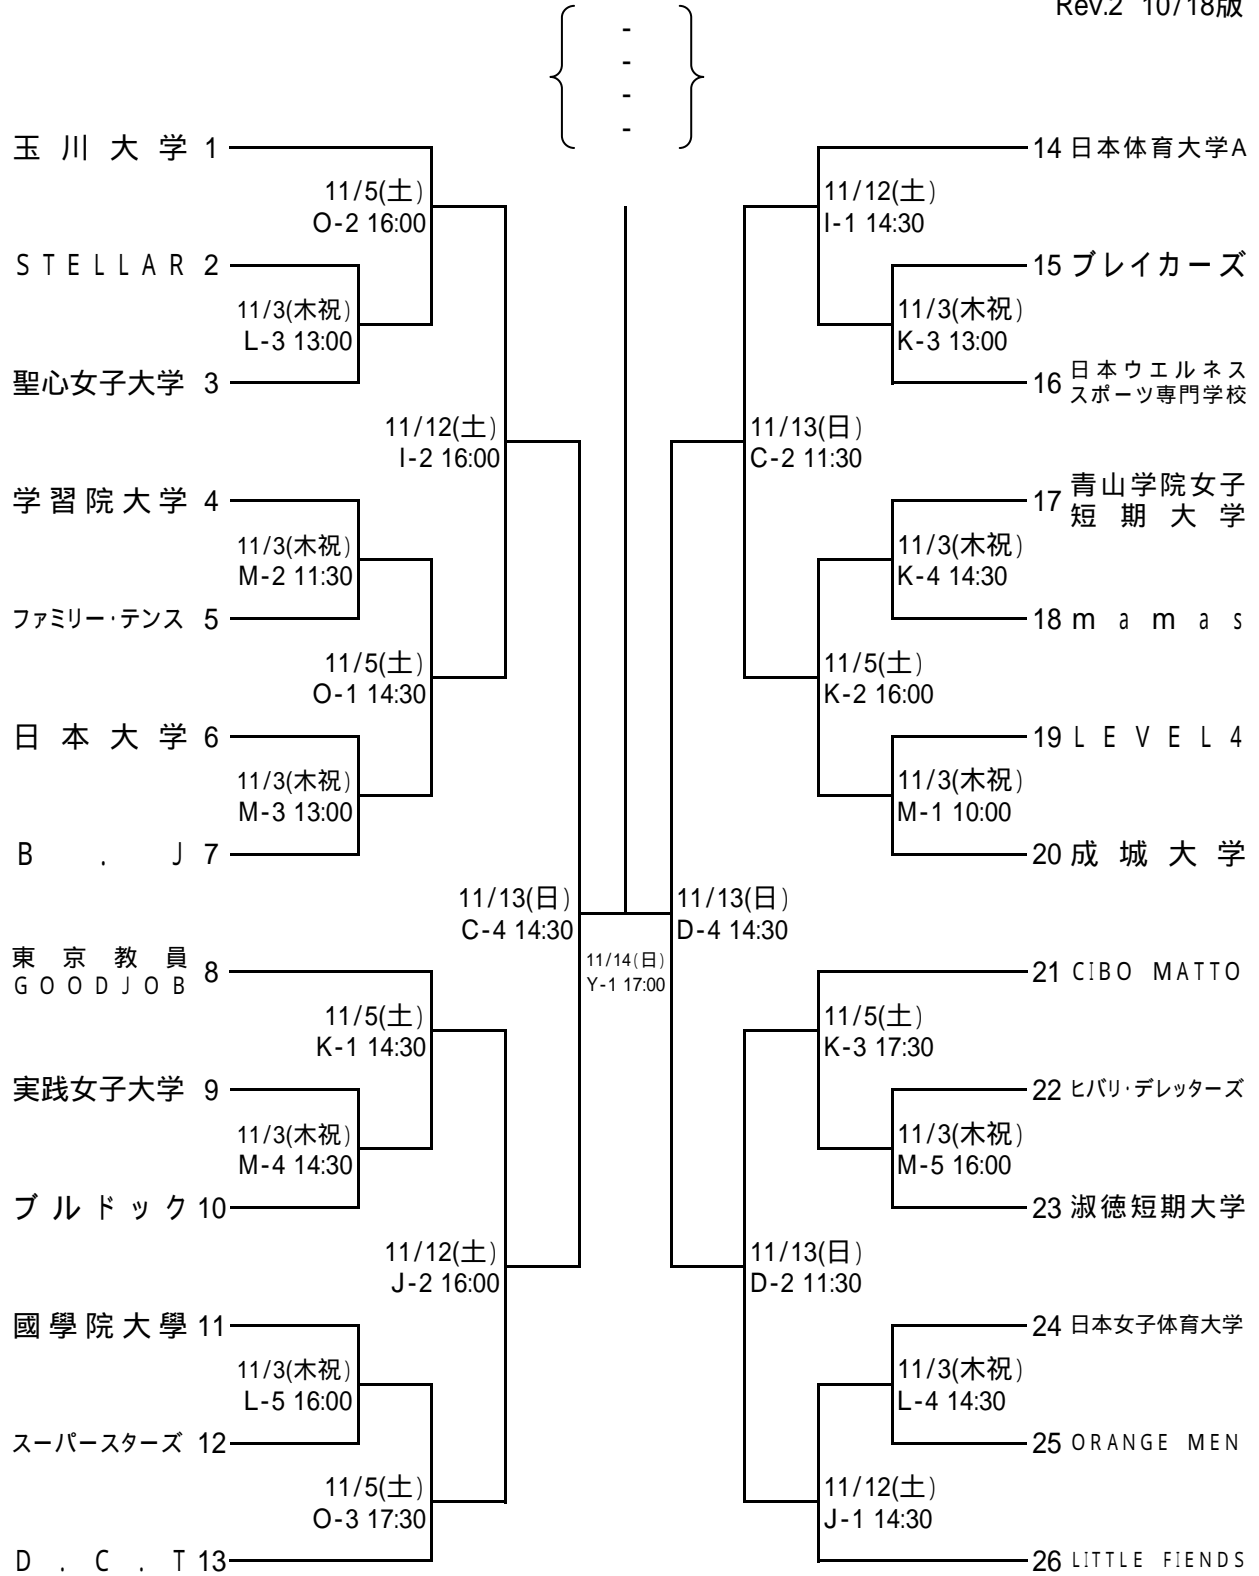 Rev.2 10/18版
-
-
-
-
玉川大学 1
11/5(土)
O-2 16:00
STELLAR 2
11/3(木祝)
L-3 13:00
聖心女子大学 3
11/12(土)
I-2 16:00
学習院大学 4
11/3(木祝)
M-2 11:30
ファミリー・テンス 5
11/5(土)
O-1 14:30
日本大学 6
11/3(木祝)
M-3 13:00
B.J 7
11/13(日)
C-4 14:30
東京教員
GOODJOB 8
11/5(土)
K-1 14:30
実践女子大学 9
11/3(木祝)
M-4 14:30
ブルドック 10
11/12(土)
J-2 16:00
國學院大學 11
11/3(木祝)
L-5 16:00
スーパースターズ 12
11/5(土)
O-3 17:30
D.C.T 13
11/14(日)
Y-1 17:00
14 日本体育大学A
11/12(土)
I-1 14:30
15 ブレイカーズ
11/3(木祝)
K-3 13:00
16 日本ウエルネス
スポーツ専門学校
11/13(日)
C-2 11:30
17 青山学院女子
短期大学
11/3(木祝)
K-4 14:30
18 mamas
11/5(土)
K-2 16:00
19 LEVEL4
11/3(木祝)
M-1 10:00
20 成城大学
11/13(日)
D-4 14:30
21 CIBO MATTO
11/5(土)
K-3 17:30
22 ヒバリ・デレッターズ
11/3(木祝)
M-5 16:00
23 淑徳短期大学
11/13(日)
D-2 11:30
24 日本女子体育大学
11/3(木祝)
L-4 14:30
25 ORANGE MEN
11/12(土)
J-1 14:30
26 LITTLE FIENDS